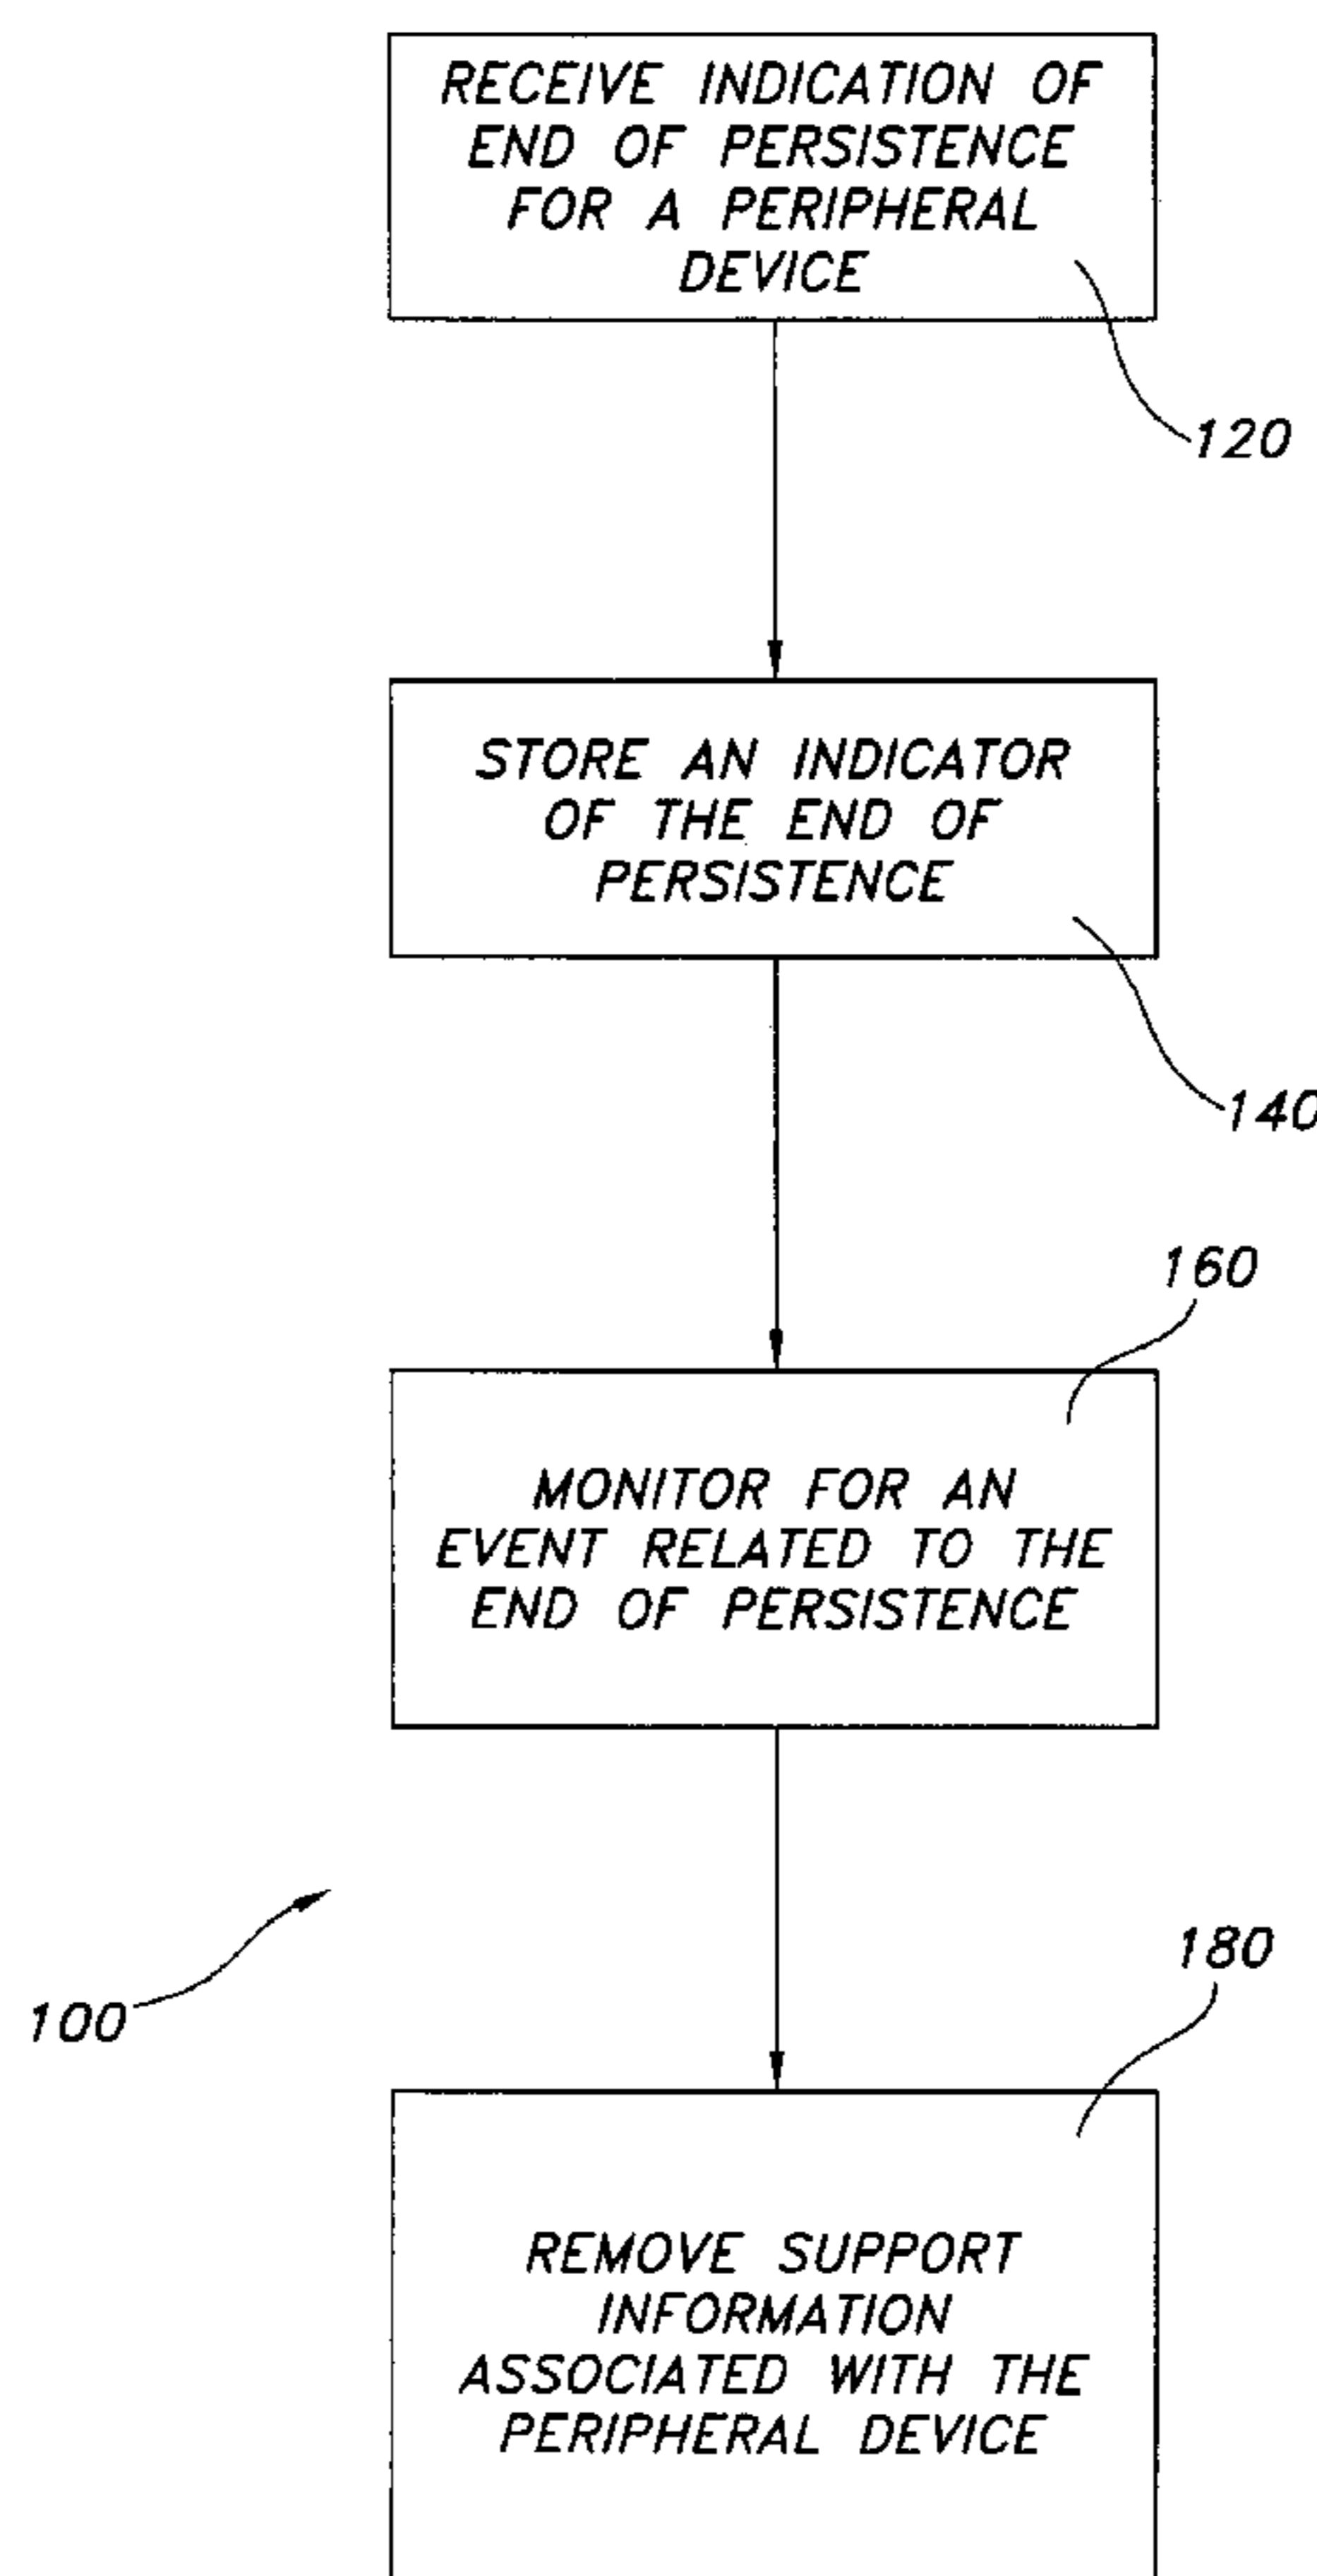 RECEIVE INDICATION OF
END OF PERSISTENCE
FOR A PERIPHERAL
DEVICE
120
STORE AN INDICATOR
OF THE END OF
PERSISTENCE
140
160
MONITOR FOR AN
EVENT RELATED TO THE
END OF PERSISTENCE
100
180
REMOVE SUPPORT
INFORMATION
ASSOCIATED WITH THE
PERIPHERAL DEVICE